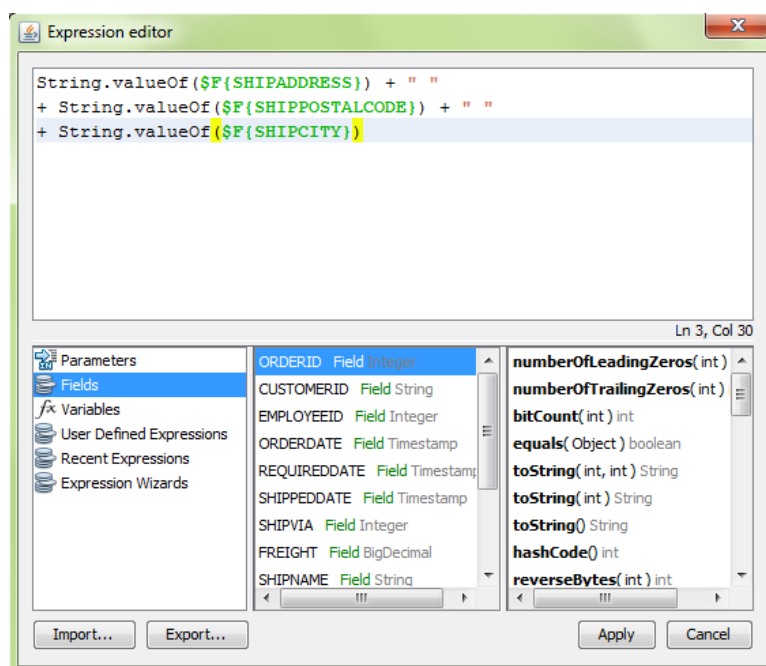 Expression editor
String.valueOf($F{SHIPADDRESS}) + " "
+ String.valueOf($F{SHIPPOSTALCODE}) + " "
+ String.valueOf($F{SHIPCITY})
Ln 3, Col 30
Parameters
Fields
fx Variables
User Defined Expressions
Recent Expressions
Expression Wizards
ORDERID Field Integer
CUSTOMERID Field String
EMPLOYEEID Field Integer
ORDERDATE Field Timestamp
REQUIREDDATE Field Timestamp
SHIPPEDDATE Field Timestamp
SHIPVIA Field Integer
FREIGHT Field BigDecimal
SHIPNAME Field String
numberOfLeadingZeros( int )
numberOfTrailingZeros( int )
bitCount( int ) int
equals( Object ) boolean
toString( int, int ) String
toString( int ) String
toString() String
hashCode() int
reverseBytes( int ) int
Import... Export... Apply Cancel